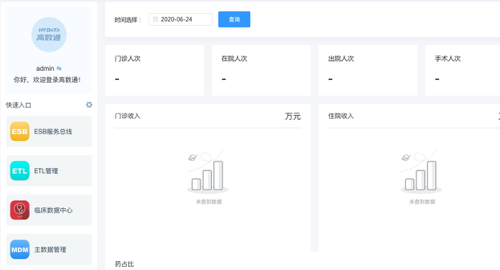 HYDATA
高数通
admin
你好，欢迎登录高数通!
快速入口
ESB ESB服务总线
ETL ETL管理
临床数据中心
MDM 主数据管理
时间选择： 2020-06-24 查询
门诊人次 在院人次 出院人次 手术人次
- - - -
门诊收入 万元 住院收入
未查到数据 未查到数据
药占比